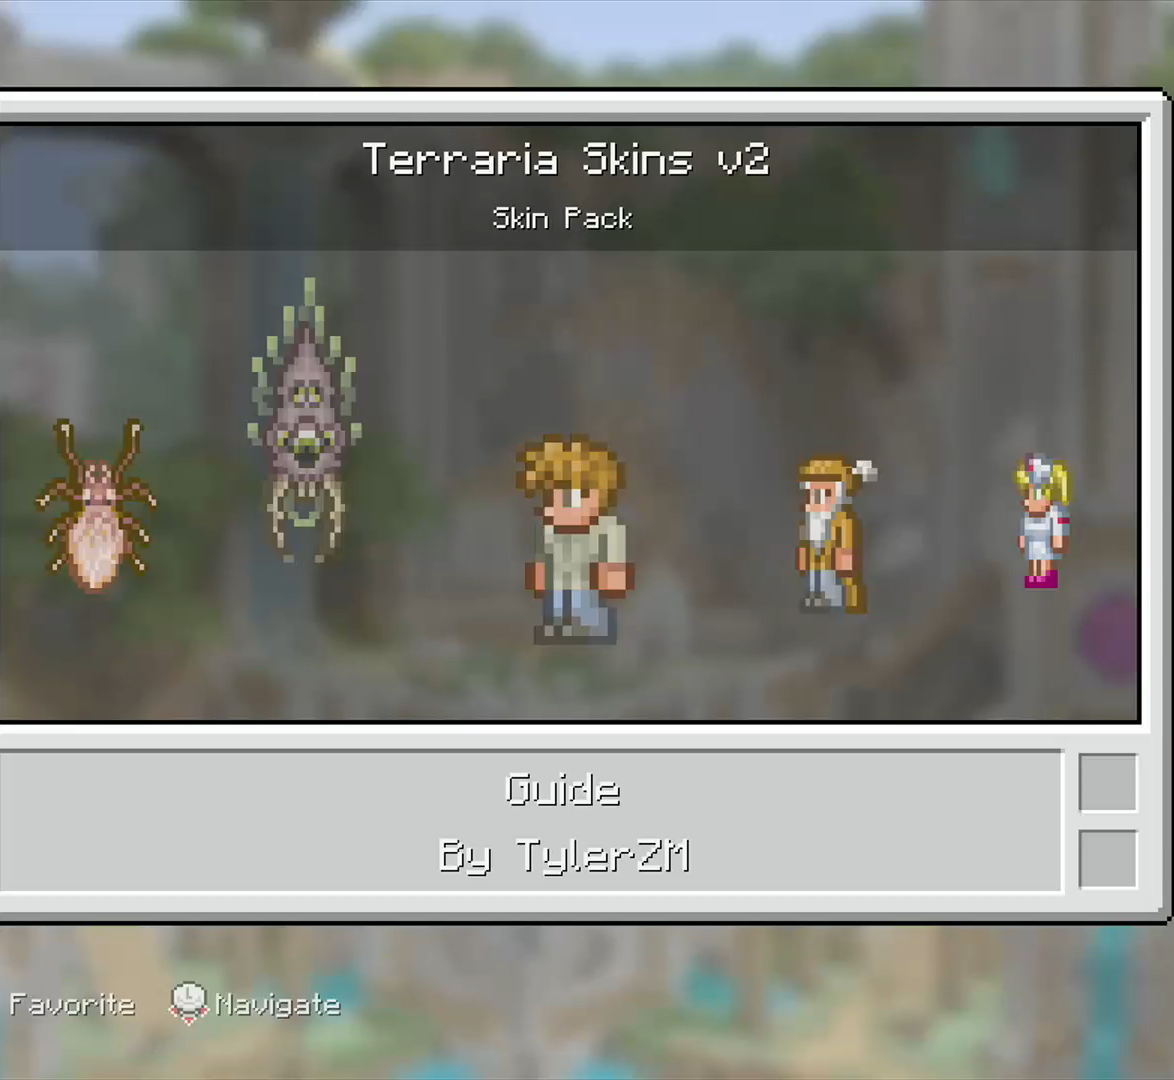 Terraria Skins v2
Skin Pack
Guide
By TylerZM
Favorite
L
Navigate